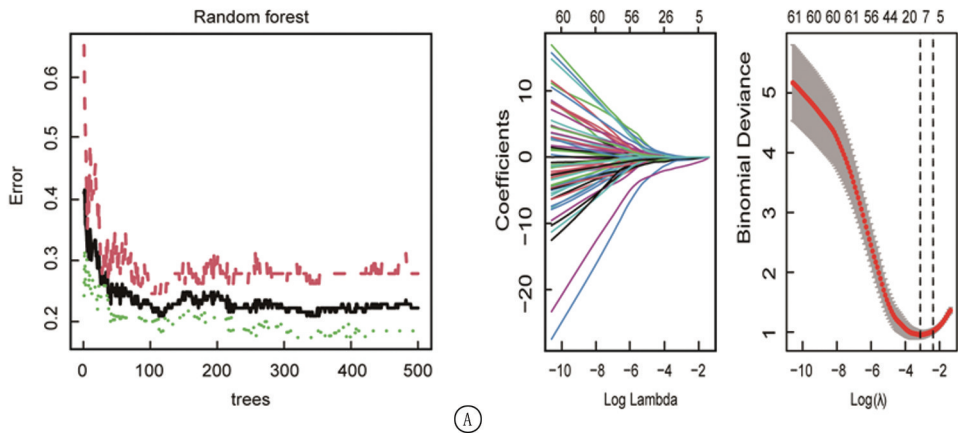 Random forest
Error
0.6
0.5
0.4
0.3
0.2
0 100 200 300 400 500
trees
60 60 56 26 5
Coefficients
10
0
−10
−20
−10 −8 −6 −4 −2
Log Lambda
61 60 60 61 56 44 20 7 5
Binomial Deviance
5
4
3
2
1
−10 −8 −6 −4 −2
Log(λ)
A